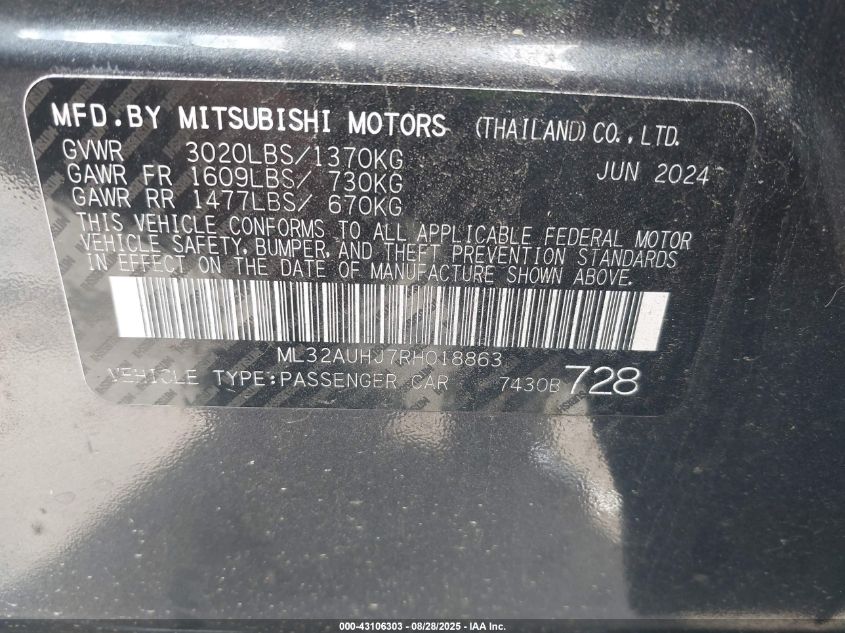 MFD.BY MITSUBISHI MOTORS (THAILAND) CO., LTD.
GVWR 3020LBS/1370KG JUN 2024
GAWR FR 1609LBS/ 730KG
GAWR RR 1477LBS/ 670KG
THIS VEHICLE CONFORMS TO ALL APPLICABLE FEDERAL MOTOR
VEHICLE SAFETY, BUMPER, AND THEFT PREVENTION STANDARDS
IN EFFECT ON THE DATE OF MANUFACTURE SHOWN ABOVE.
ML32AUHJ7RH018863
VEHICLE TYPE:PASSENGER CAR 7430B 728
000-43106303 / 08/28/2025 - IAA Inc.